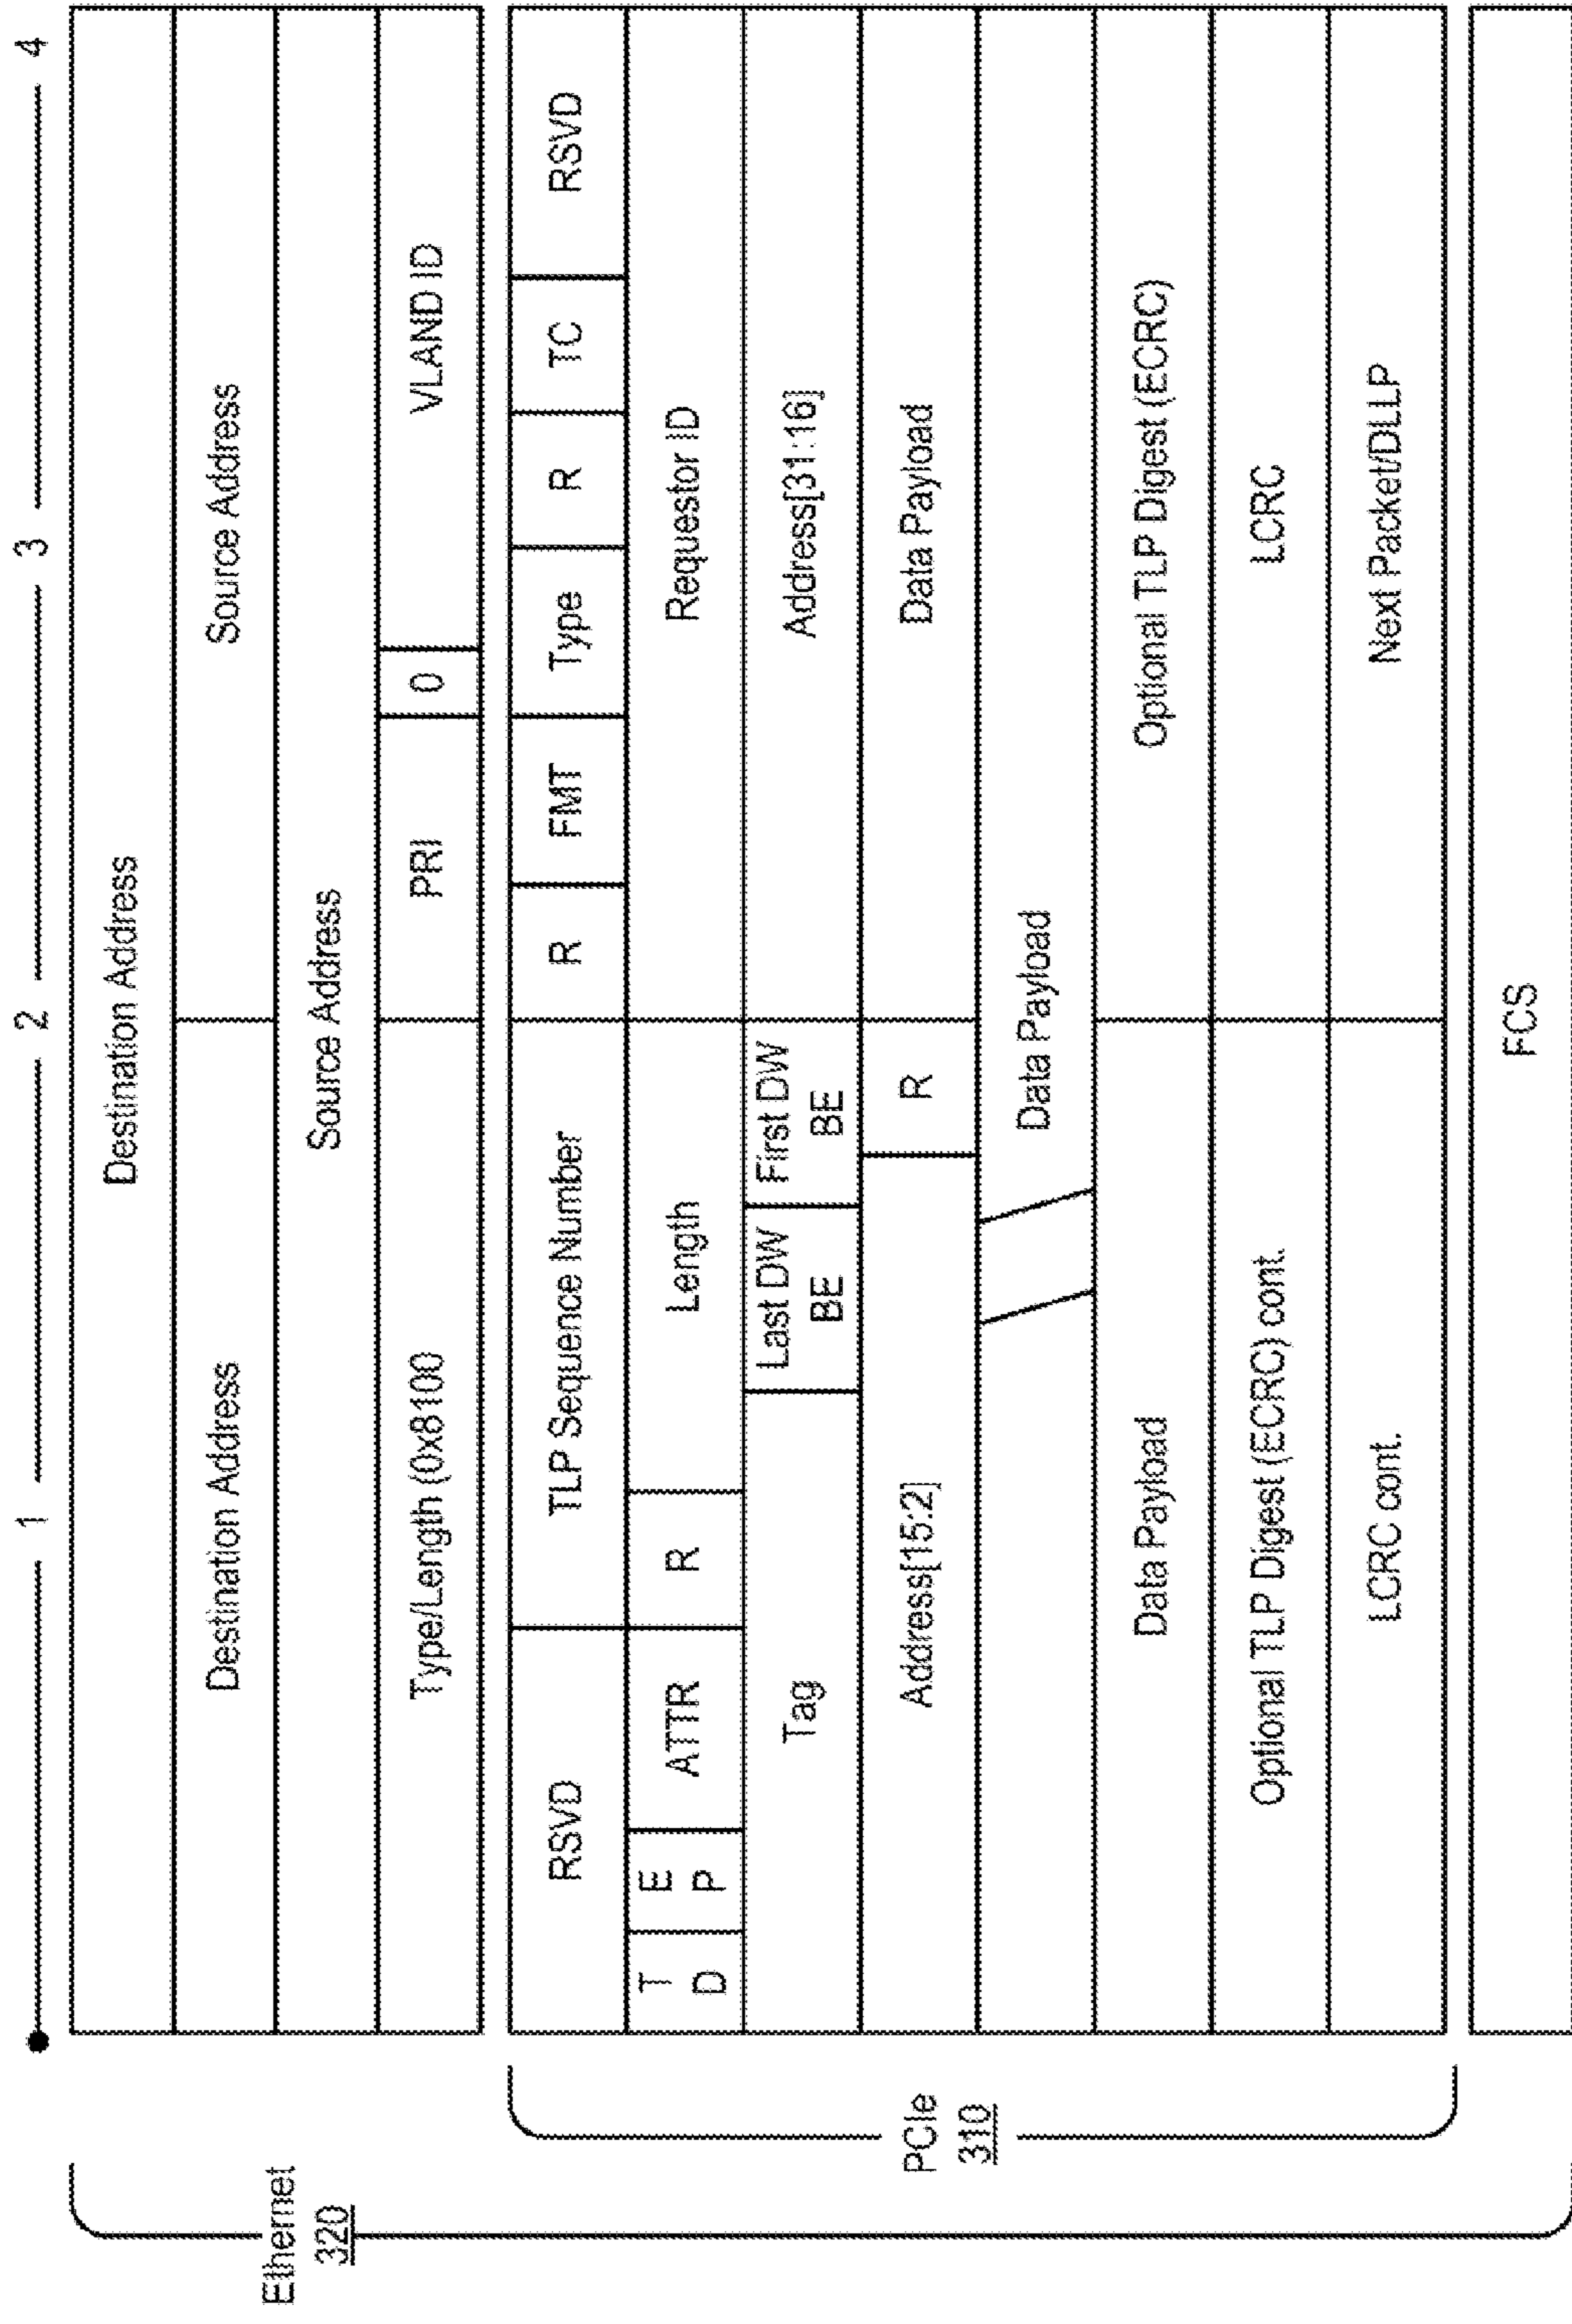 1 2 3 4
Destination Address
Destination Address Source Address
Source Address
Type/Length (0x8100 PRI 0 VLAND ID
RSVD TLP Sequence Number R FMT Type R TC RSVD
T D E P ATTR R Length Requestor ID
Tag Last DW BE First DW BE Address[31:16]
Address[15:2] R Data Payload
Data Payload
Data Payload Optional TLP Digest (ECRC)
Optional TLP Digest (ECRC) cont. LCRC
LCRC cont. Next Packet/DLLP
FCS
Ethernet
320
PCIe
310